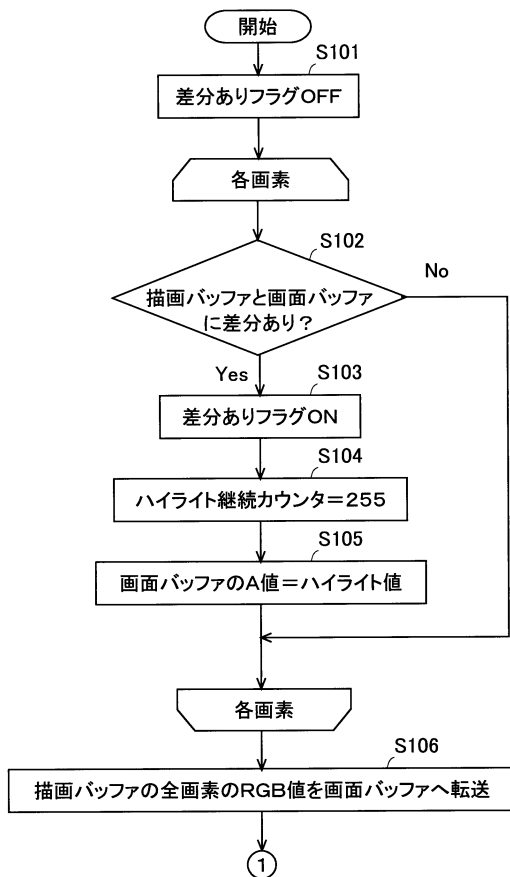 開始
S101
差分ありフラグOFF
各画素
S102
No
描画バッファと画面バッファ
に差分あり？
Yes
S103
差分ありフラグON
S104
ハイライト継続カウンタ＝255
S105
画面バッファのA値＝ハイライト値
各画素
S106
描画バッファの全画素のRGB値を画面バッファへ転送
1